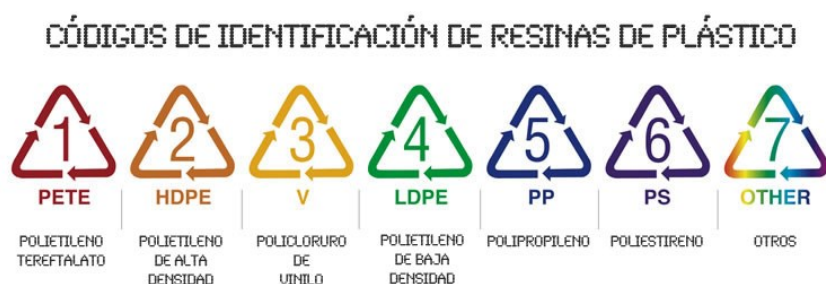 CÓDIGOS DE IDENTIFICACIÓN DE RESINAS DE PLÁSTICO
1 2 3 4 5 6 7
PETE HDPE V LDPE PP PS OTHER
POLIETILENO
TEREFTALATO
POLIETILENO
DE ALTA
DENSIDAD
POLICLORURO
DE
VINILO
POLIETILENO
DE BAJA
DENSIDAD
POLIPROPILENO
POLIESTIRENO
OTROS